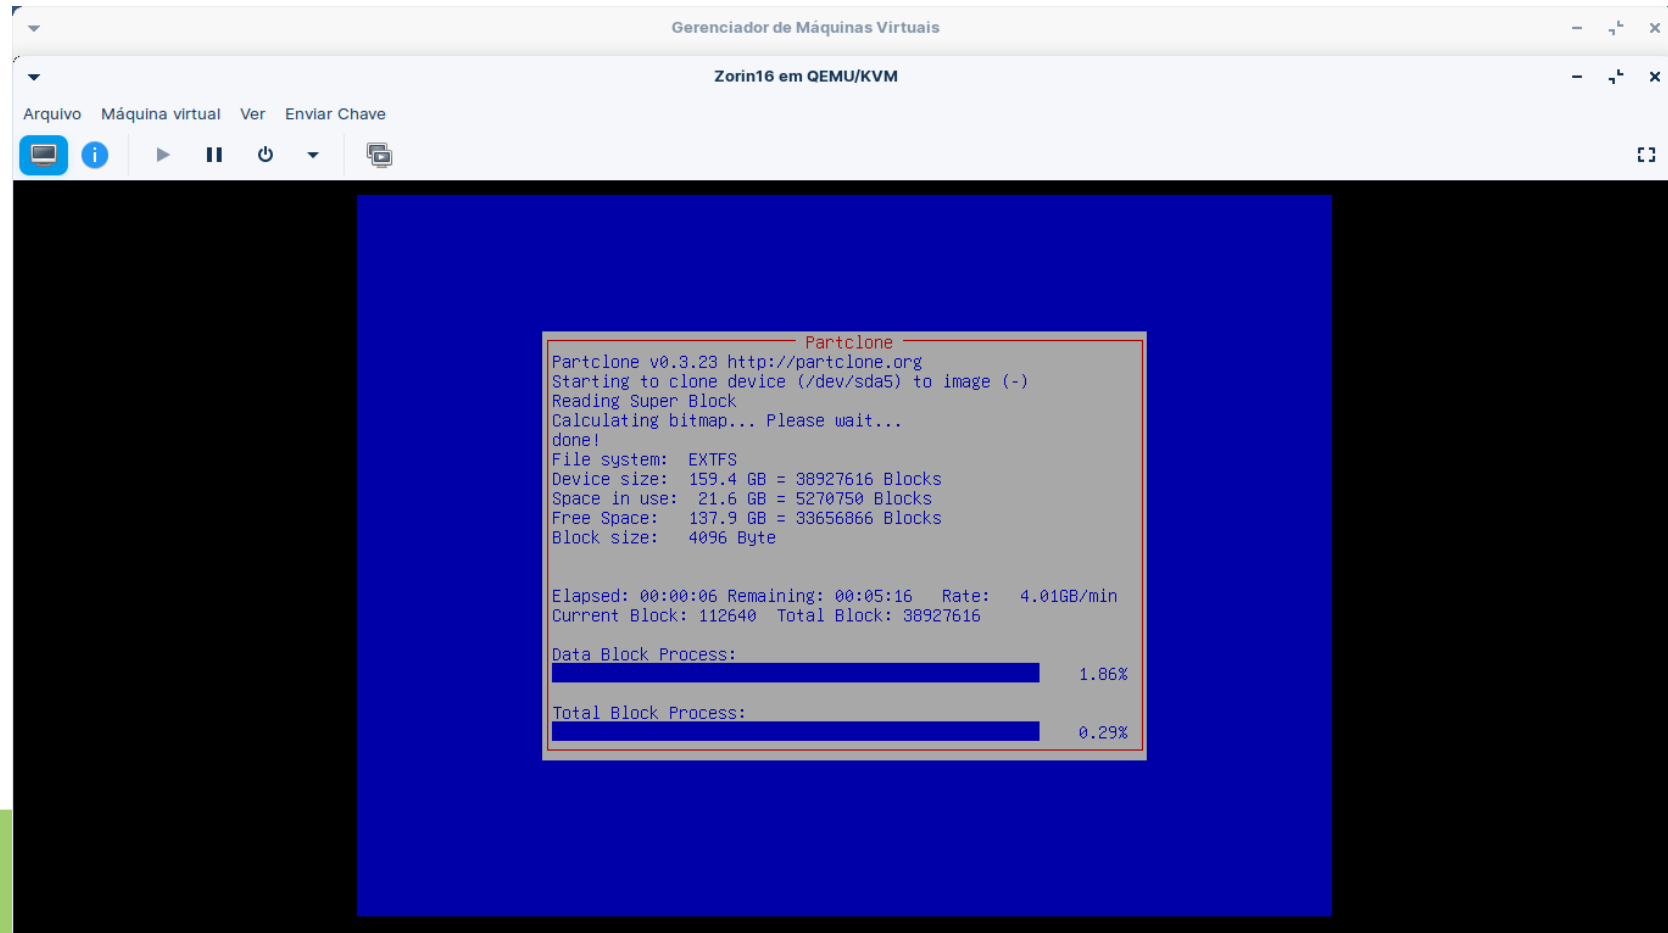 Gerenciador de Máquinas Virtuais
Zorin16 em QEMU/KVM
Arquivo Máquina virtual Ver Enviar Chave
Partclone
Partclone v0.3.23 http://partclone.org
Starting to clone device (/dev/sda5) to image (-)
Reading Super Block
Calculating bitmap... Please wait...
done!
File system: EXTFS
Device size: 159.4 GB = 38927616 Blocks
Space in use: 21.6 GB = 5270750 Blocks
Free Space: 137.9 GB = 33656866 Blocks
Block size: 4096 Byte
Elapsed: 00:00:06 Remaining: 00:05:16 Rate: 4.01GB/min
Current Block: 112640 Total Block: 38927616
Data Block Process:
1.86%
Total Block Process:
0.29%